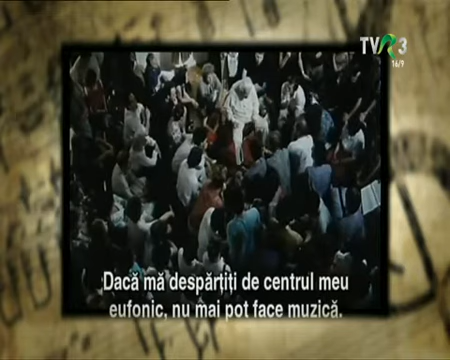 TVR3
16/9
Dacă mă despărțiți de centrul meu
eufonic, nu mai pot face muzică.